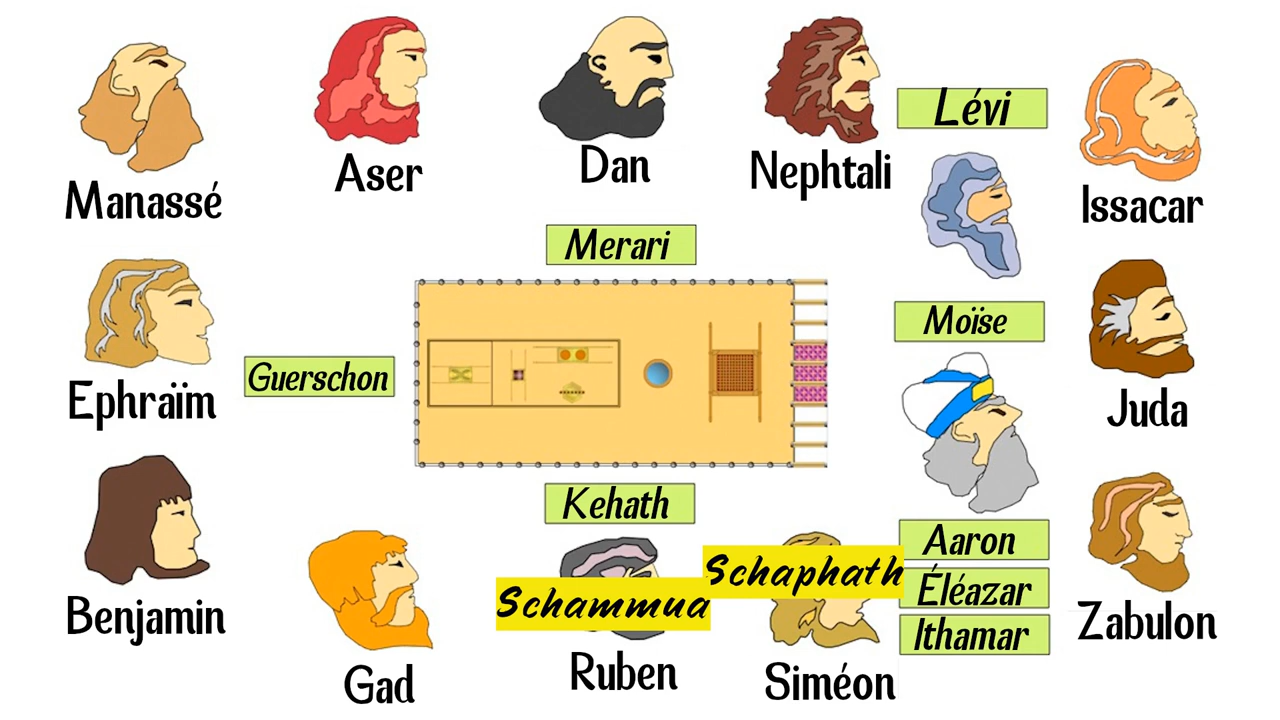 Lévi
Aser
Dan
Nephtali
Manassé
Issacar
Merari
Moïse
Guerschon
Ephraïm
Juda
Kehath
Aaron
Schaphath
Éléazar
Schammua
Benjamin
Ithamar
Zabulon
Gad
Ruben
Siméon